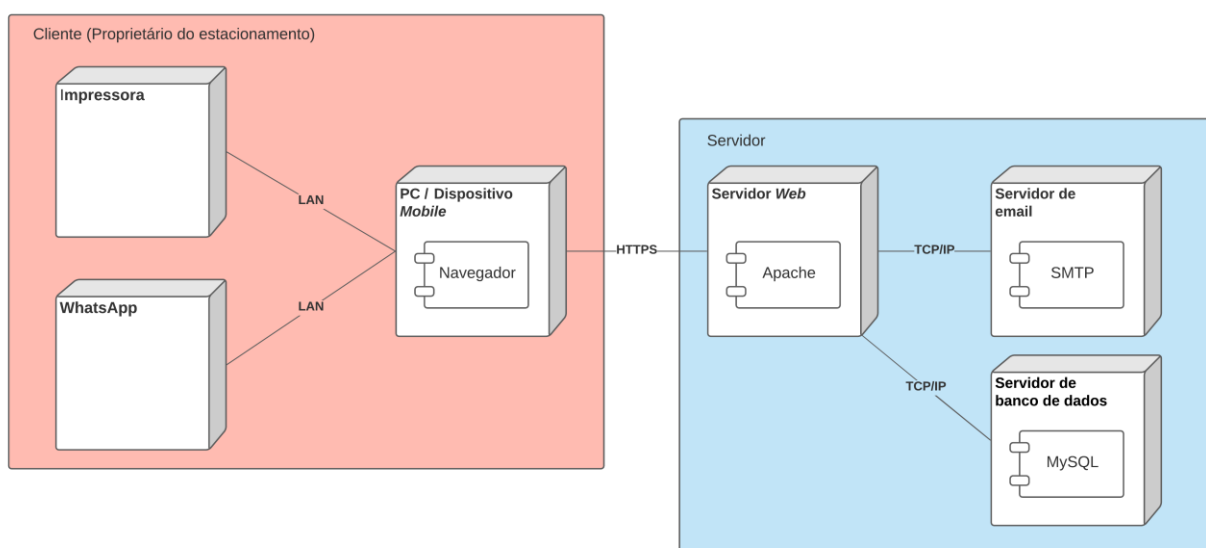 Cliente (Proprietário do estacionamento)
Impressora
LAN
WhatsApp
LAN
PC / Dispositivo
Mobile
Navegador
HTTPS
Servidor
Servidor Web
Apache
TCP/IP
Servidor de
email
SMTP
TCP/IP
Servidor de
banco de dados
MySQL